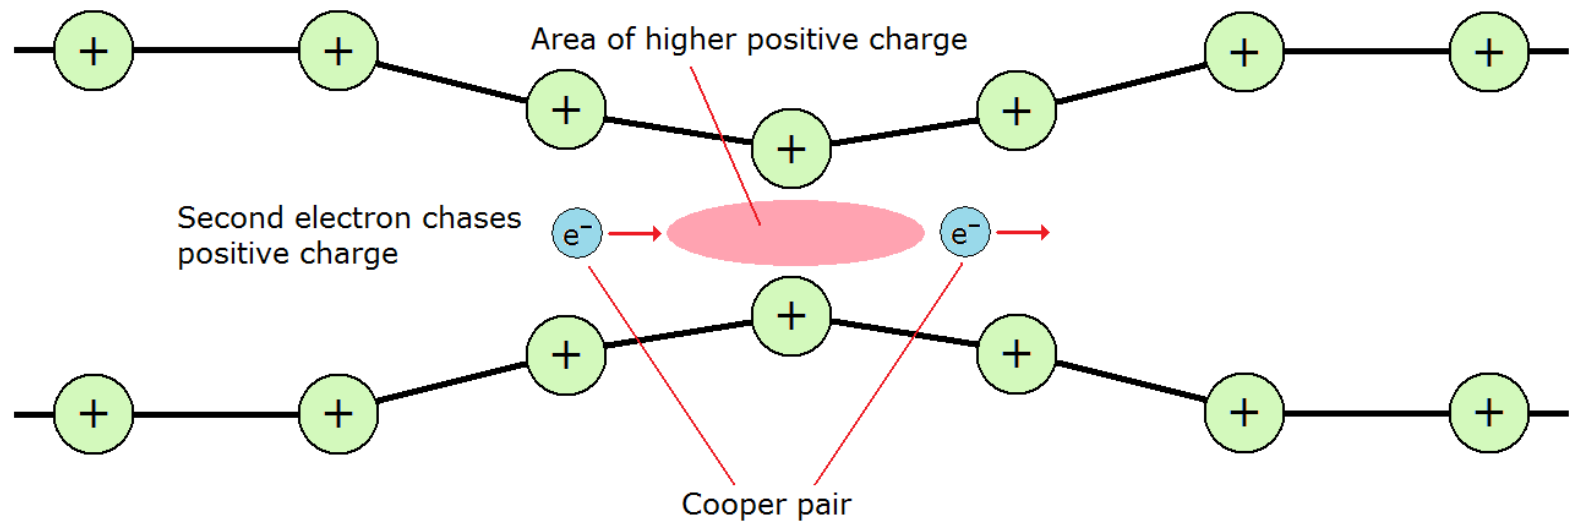 + + + + + + +
Area of higher positive charge
Second electron chases
positive charge
e⁻ e⁻
+ + + + + + +
Cooper pair